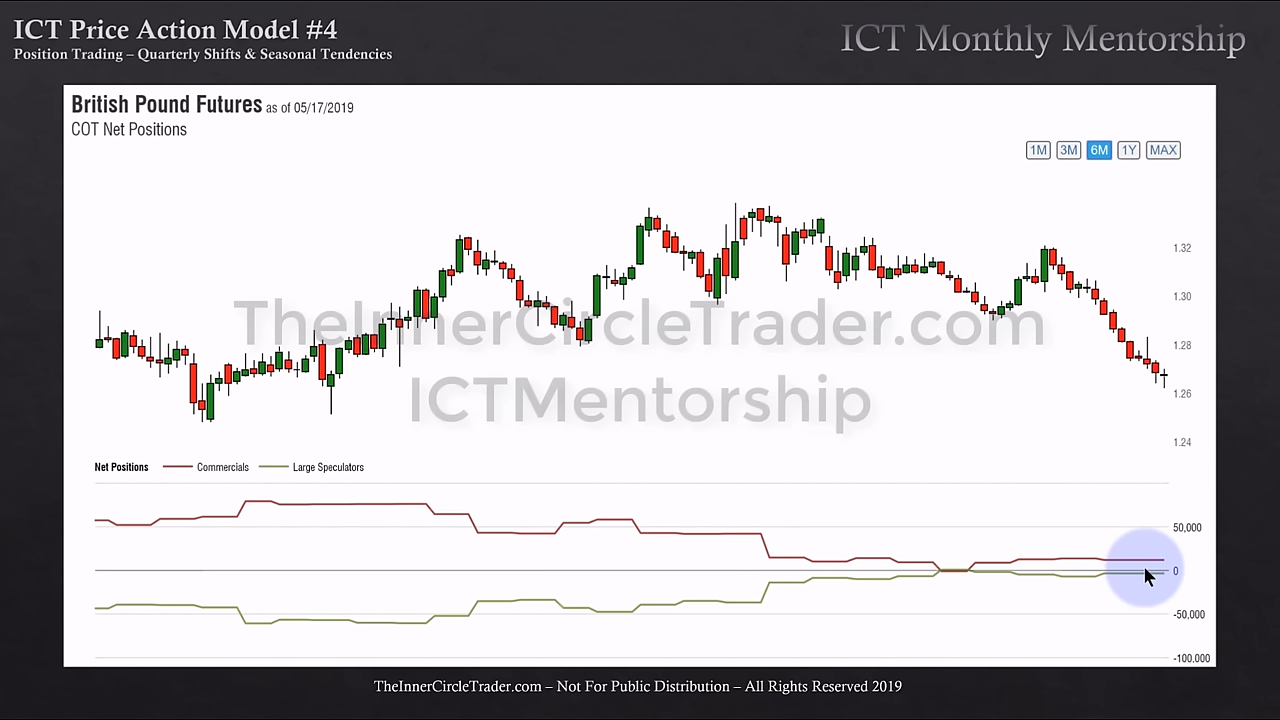 ICT Price Action Model #4
Position Trading – Quarterly Shifts & Seasonal Tendencies
ICT Monthly Mentorship
British Pound Futures as of 05/17/2019
COT Net Positions
1M 3M 6M 1Y MAX
1.32
1.30
TheInnerCircleTrader.com
1.28
1.26
ICTMentorship
1.24
Net Positions Commercials Large Speculators
50,000
0
-50,000
-100,000
TheInnerCircleTrader.com – Not For Public Distribution – All Rights Reserved 2019